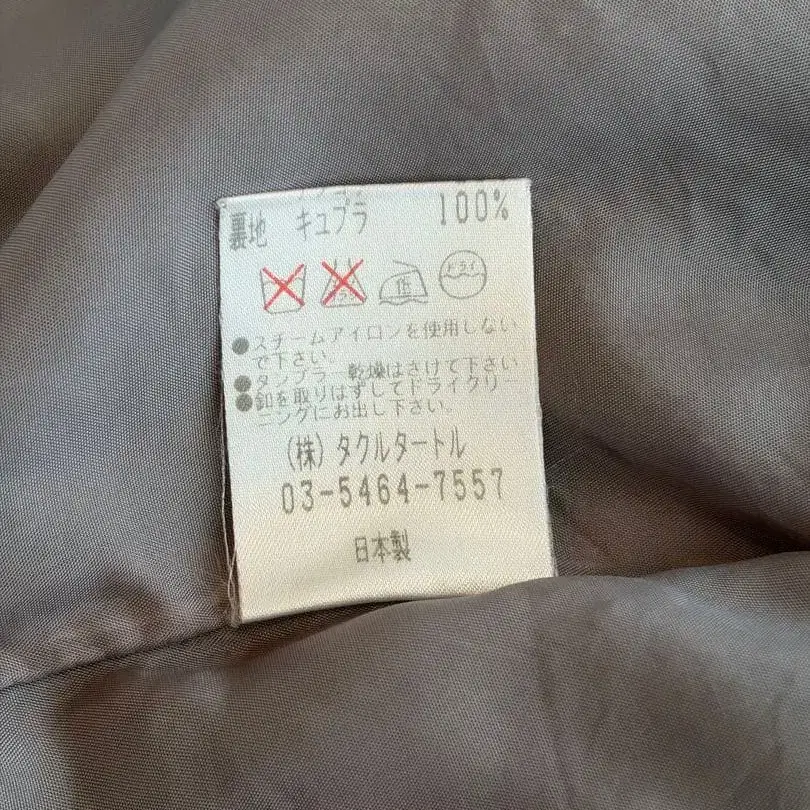 裏地 キュプラ 100%
低 ドライ
●スチームアイロンを使用しない
で下さい。
●タンブラー乾燥はさけて下さい
●釦を取りはずしてドライクリー
ニングにお出し下さい。
(株)タクルタートル
03-5464-7557
日本製